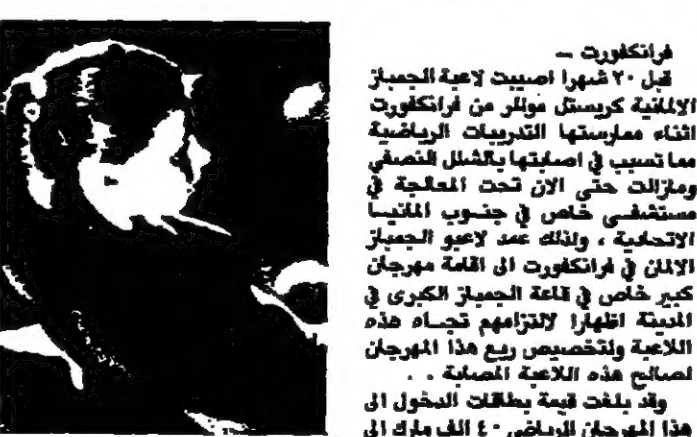 فرانكفورت ـ
قبل ٢٠ شهرا اصيبت لاعبة الجمباز
الالمانية كريستل موللر من فرانكفورت
اثناء ممارستها التدريبات الرياضية
مما تسبب في اصابتها بالشلل النصفي
ومازالت حتى الان تحت المعالجة في
مستشفى خاص في جنوب المانيا
الاتحادية ، ولذلك عمد لاعبو الجمباز
الالمان في فرانكفورت الى اقامة مهرجان
كبير خاص في قاعة الجمباز الكبرى في
المدينة اظهارا لالتزامهم تجاه هذه
اللاعبة ولتخصيص ريع هذا المهرجان
لصالح هذه اللاعبة المصابة . .
وقد بلغت قيمة بطاقات الدخول الى
هذا المهرجان الرياضي ٤٠ الف مارك الى